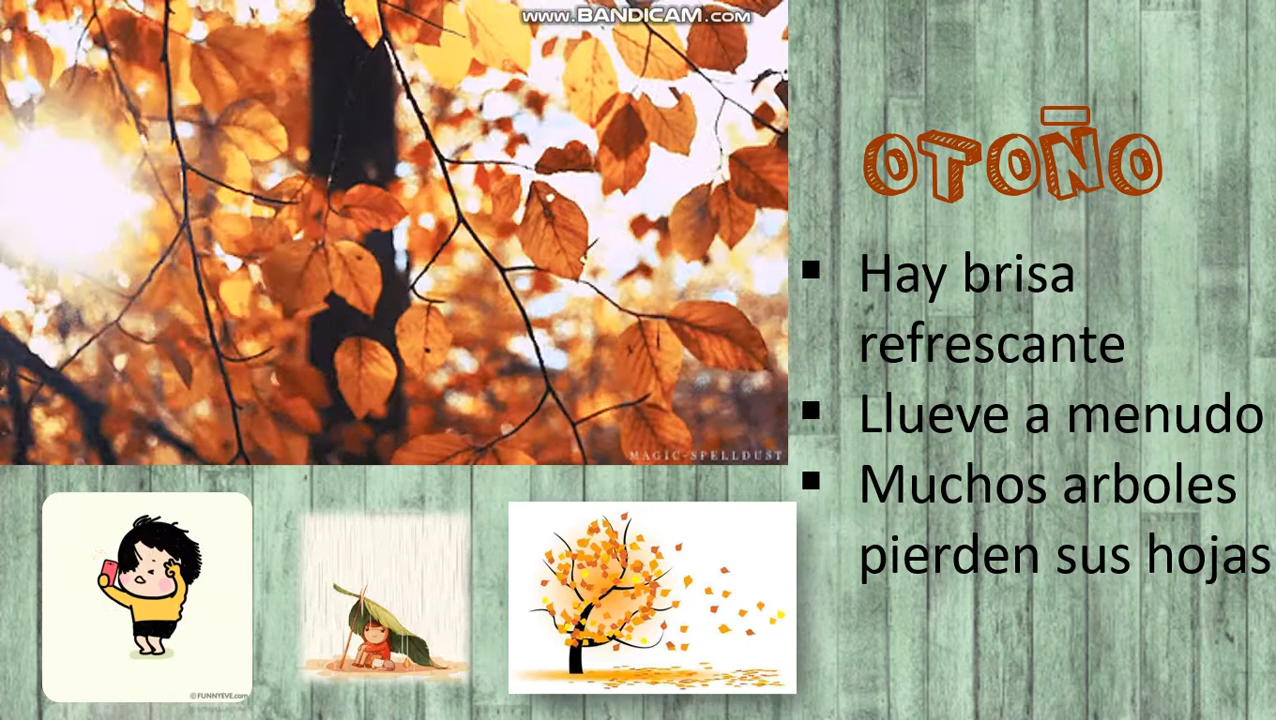 www.BANDICAM.com
OTOÑO
▪ Hay brisa
refrescante
▪ Llueve a menudo
▪ Muchos arboles
pierden sus hojas
MAGIC-SPELLDUST
©FUNNYEVE.com